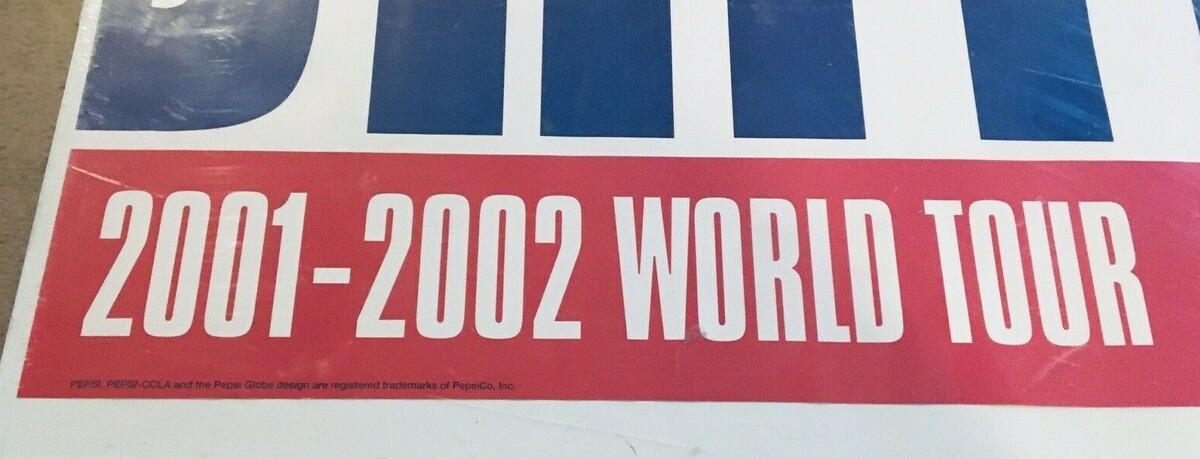 2001-2002 WORLD TOUR
PEPSI, PEPSI-COLA and the Pepsi Globe design are registered trademarks of PepsiCo, Inc.